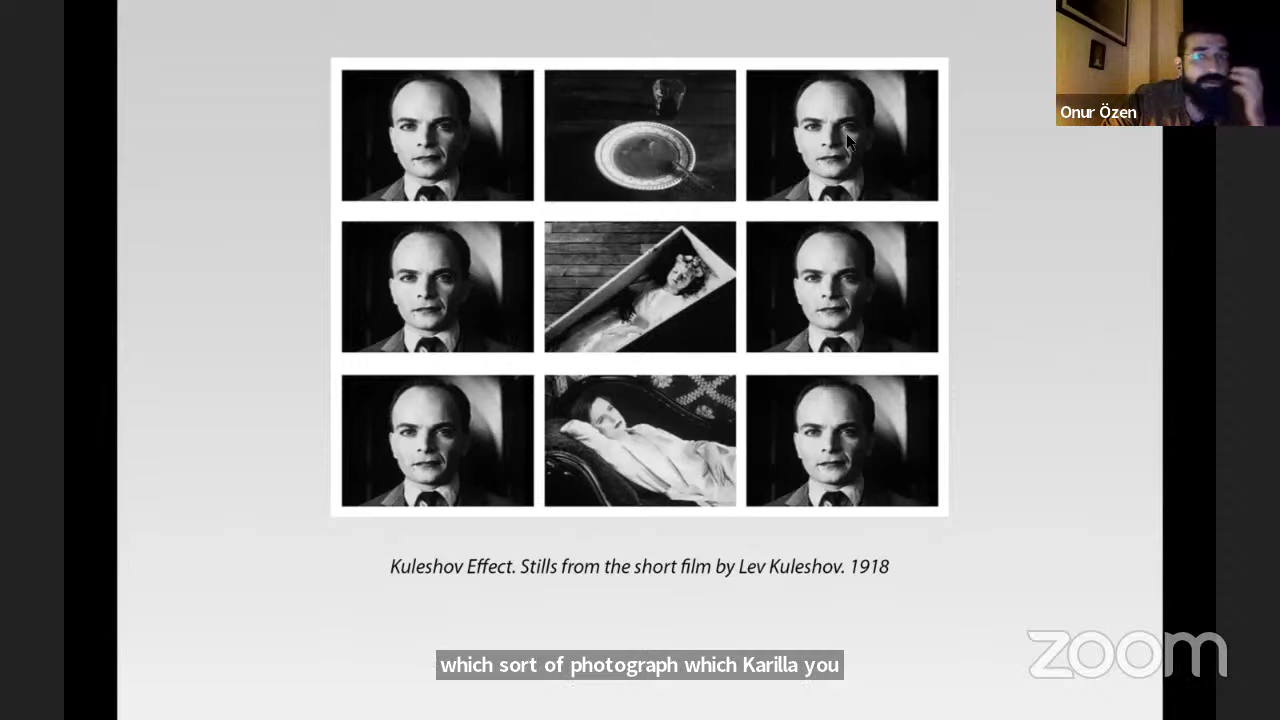 Onur Özen
Kuleshov Effect. Stills from the short film by Lev Kuleshov. 1918
zoom
which sort of photograph which Karilla you